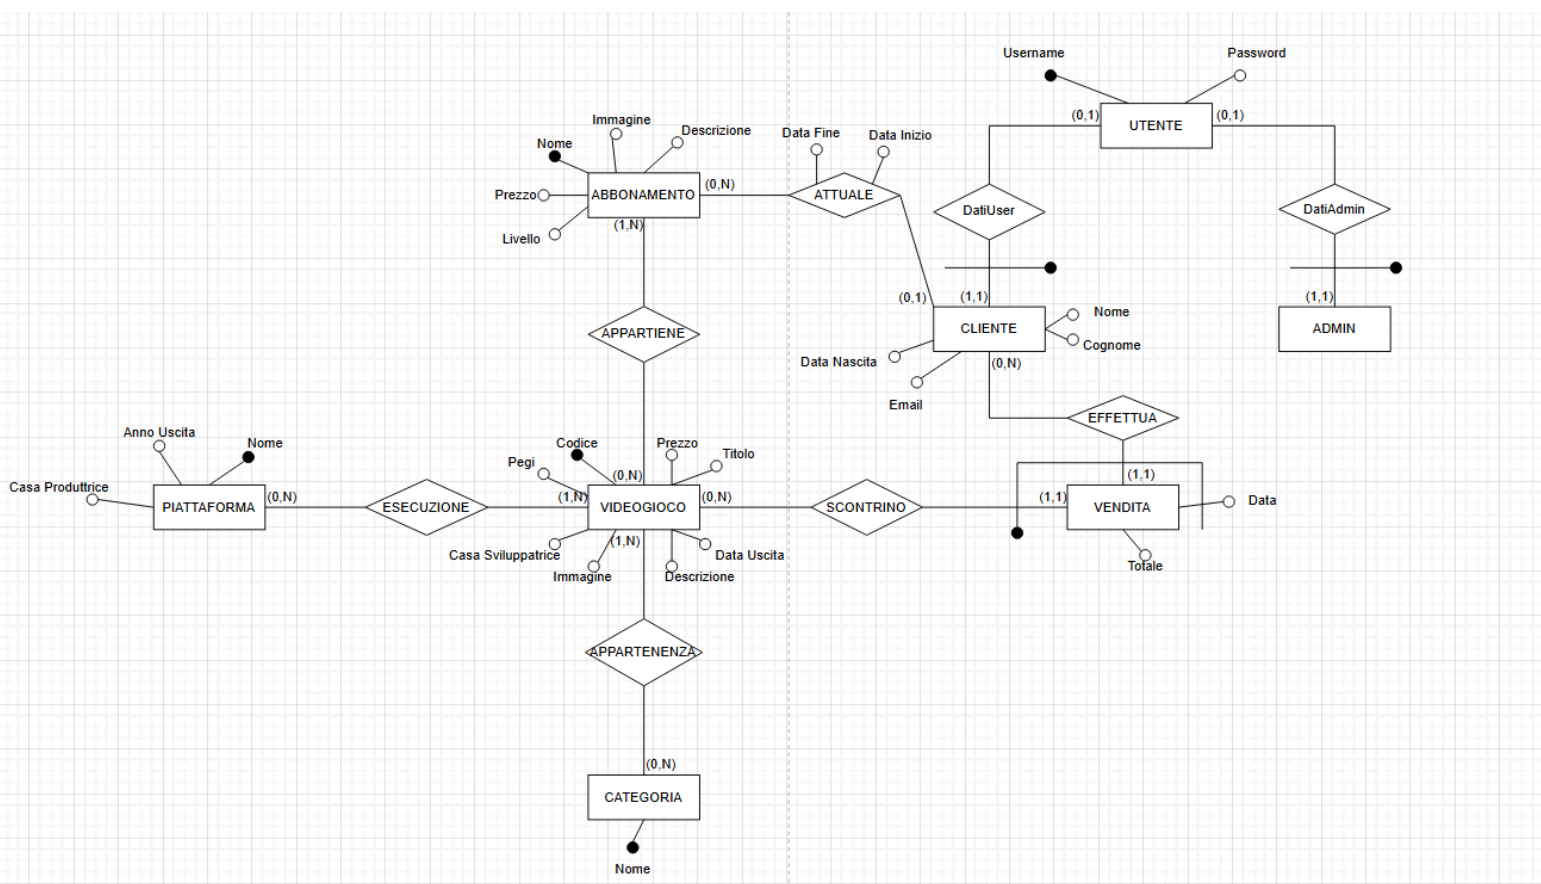 Username
Password
(0,1)
UTENTE
(0,1)
Immagine
Descrizione
Nome
Data Fine
Data Inizio
(0,N)
Prezzo
ABBONAMENTO
ATTUALE
DatiUser
DatiAdmin
(1,N)
Livello
(0,1)
(1,1)
(1,1)
Nome
CLIENTE
ADMIN
APPARTIENE
Cognome
Data Nascita
(0,N)
Email
EFFETTUA
Anno Uscita
Nome
Codice
Prezzo
Titolo
Pegi
(0,N)
(1,1)
Casa Produttrice
(0,N)
(1,N)
(0,N)
(1,1)
Data
PIATTAFORMA
ESECUZIONE
VIDEOGIOCO
SCONTRINO
VENDITA
(1,N)
Casa Sviluppatrice
Data Uscita
Totale
Immagine
Descrizione
APPARTENENZA
(0,N)
CATEGORIA
Nome